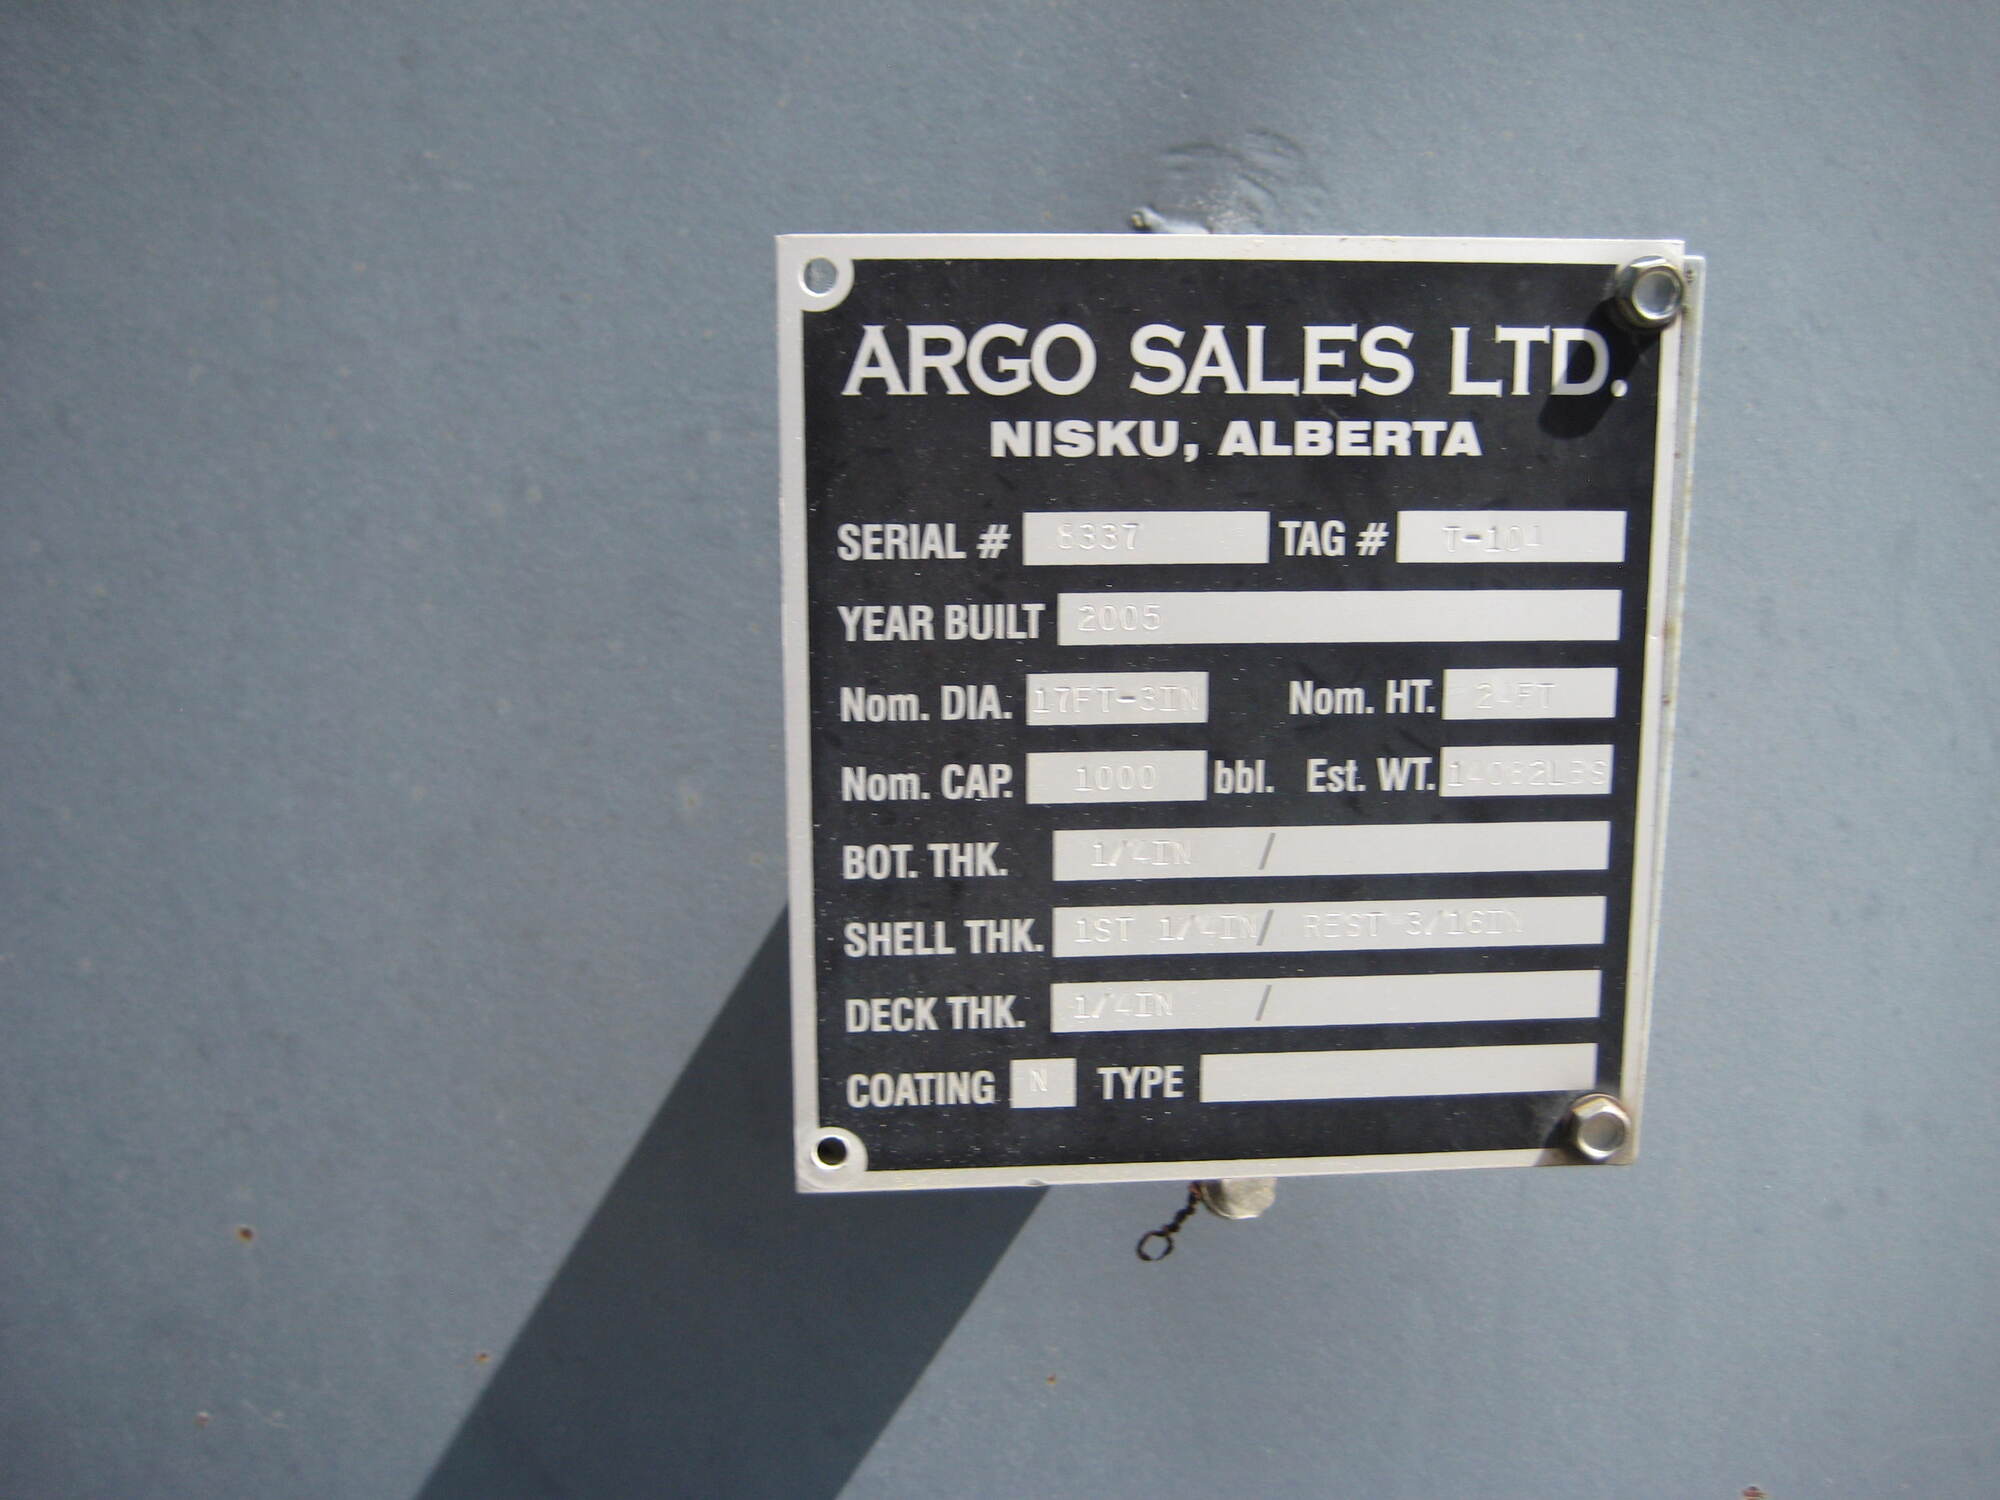 ARGO SALES LTD.
NISKU, ALBERTA
SERIAL # 8337 TAG # T-104
YEAR BUILT 2005
Nom. DIA. 17FT-3IN Nom. HT. 24FT
Nom. CAP. 1000 bbl. Est. WT.
BOT. THK. 1/4IN /
SHELL THK. 1ST 1/4IN / REST 3/16IN
DECK THK. 1/4IN /
COATING N TYPE